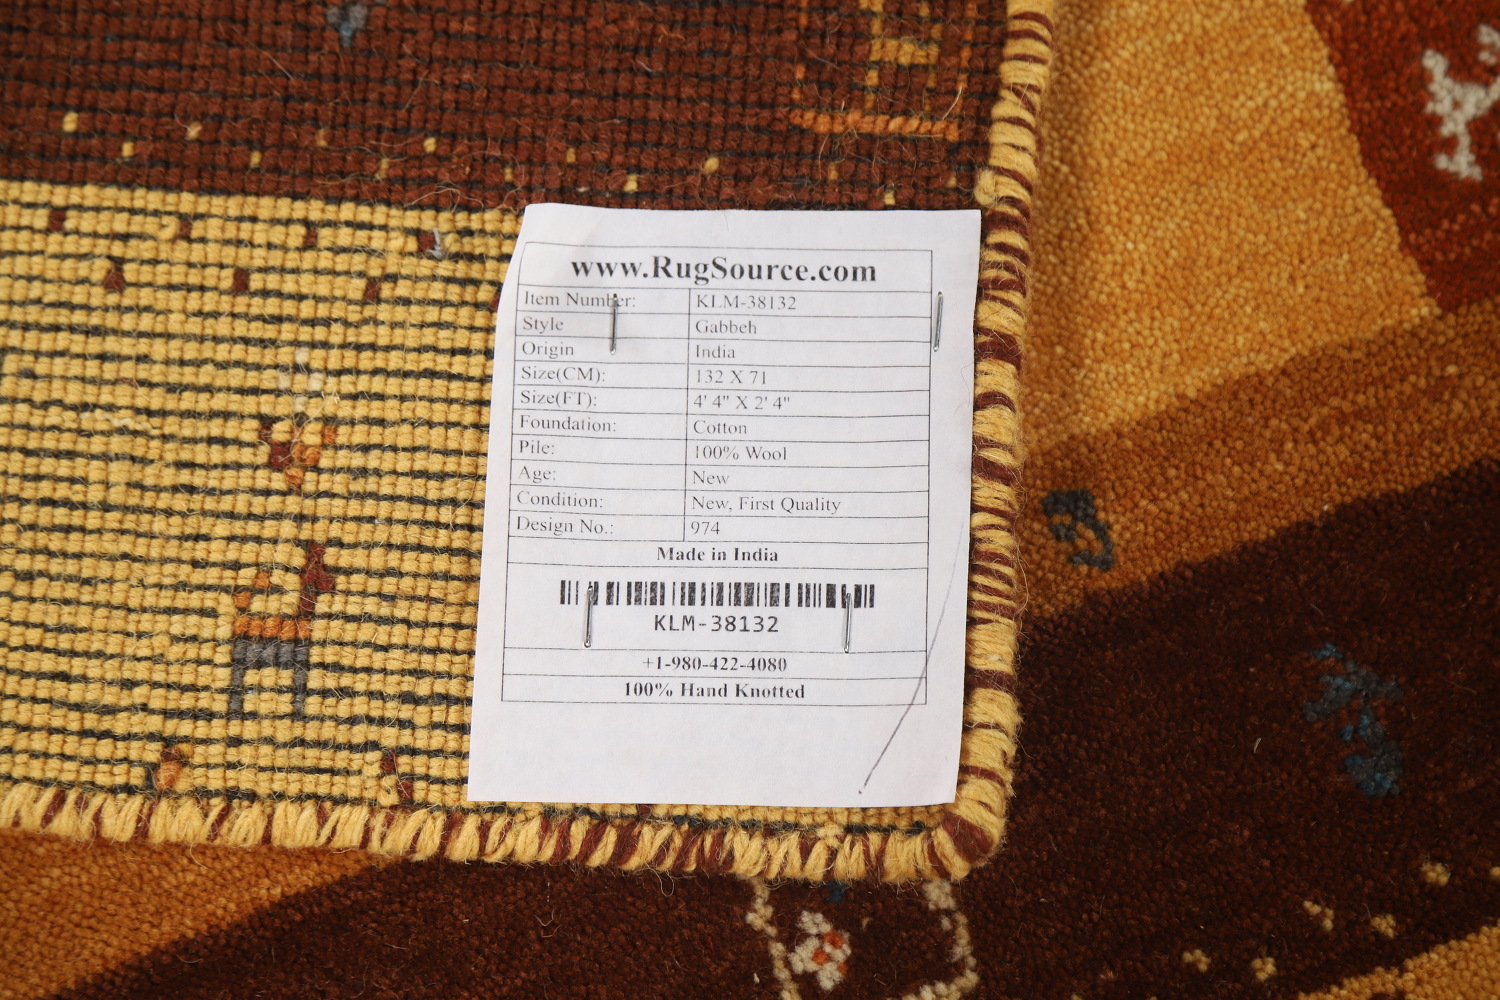 www.RugSource.com
Item Number: KLM-38132
Style Gabbeh
Origin India
Size(CM): 132 X 71
Size(FT): 4' 4" X 2' 4"
Foundation: Cotton
Pile: 100% Wool
Age: New
Condition: New, First Quality
Design No.: 974
Made in India
KLM-38132
+1-980-422-4080
100% Hand Knotted